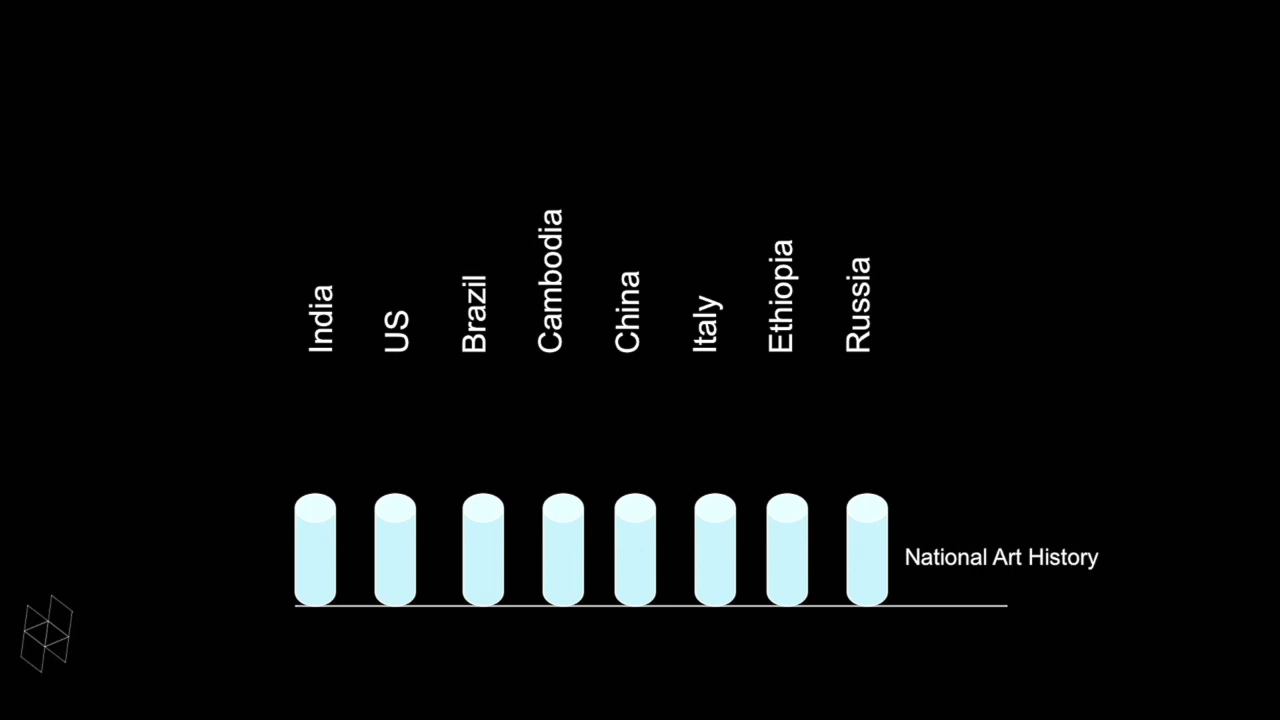 India
US
Brazil
Cambodia
China
Italy
Ethiopia
Russia
National Art History